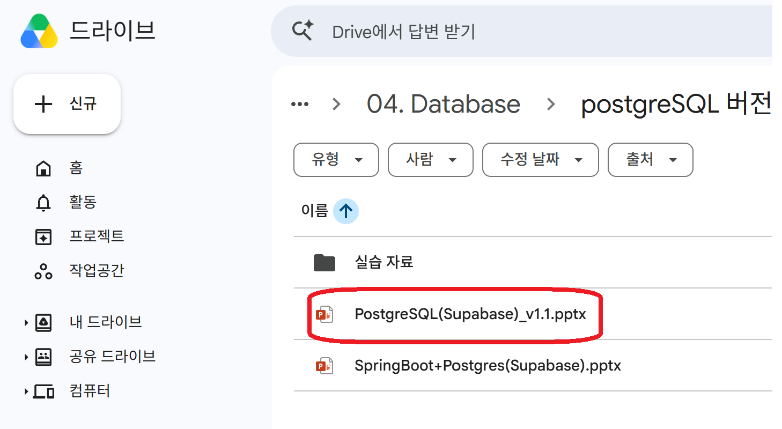 드라이브
Drive에서 답변 받기
신규
홈
활동
프로젝트
작업공간
내 드라이브
공유 드라이브
컴퓨터
04. Database
postgreSQL 버전
유형
사람
수정 날짜
출처
이름
실습 자료
PostgreSQL(Supabase)_v1.1.pptx
SpringBoot+Postgres(Supabase).pptx